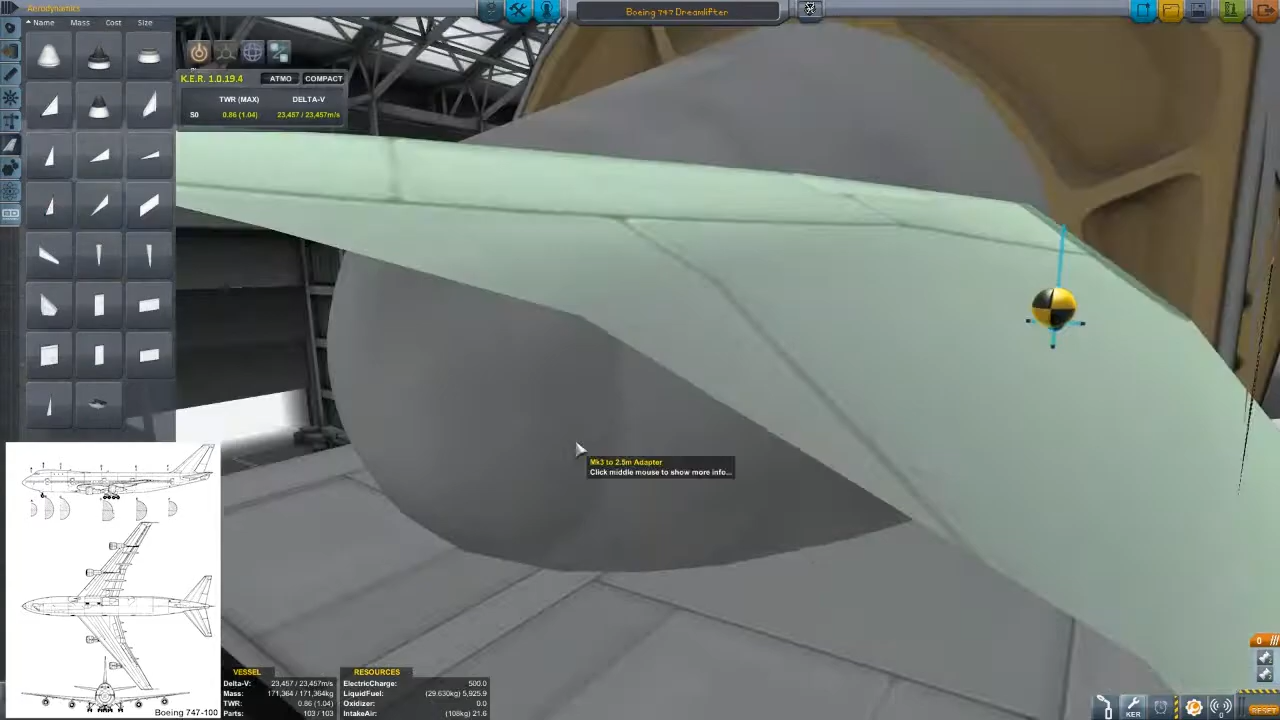 Aerodynamics
Boeing 747 Dreamlifter
Name Mass Cost Size
K.E.R. 1.0.19.4 ATMO COMPACT
TWR (MAX) DELTA-V
S0 0.86 (1.04) 23,457 / 23,457m/s
Mk3 to 2.5m Adapter
Click middle mouse to show more info...
Boeing 747-100
VESSEL
Delta-V: 23,457 / 23,457m/s
Mass: 171,364 / 171,364kg
TWR: 0.86 (1.04)
Parts: 103 / 103
RESOURCES
ElectricCharge: 500.0
LiquidFuel: (29,630kg) 5,925.9
Oxidizer: 0.0
IntakeAir: (108kg) 21.6
0
KER
0
RESET